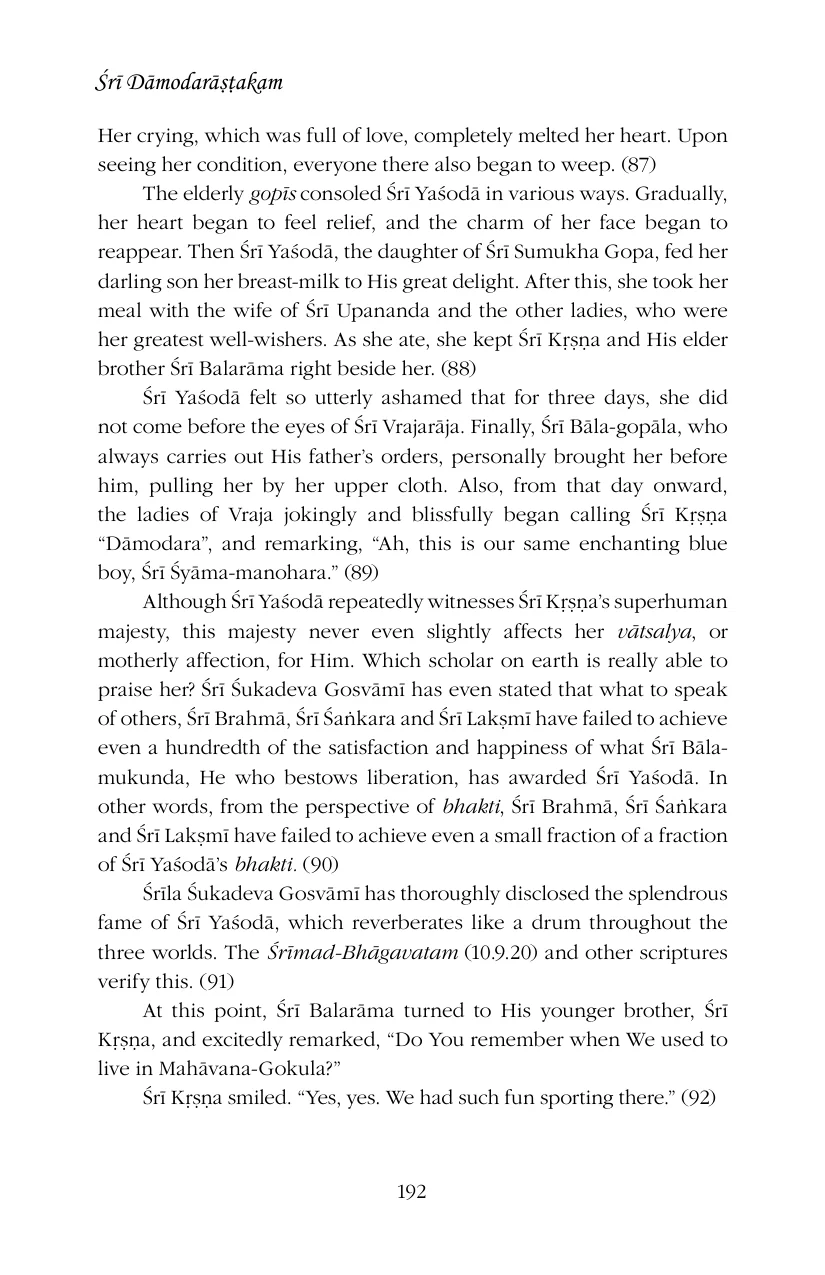 Śrī Dāmodarāṣṭakam
Her crying, which was full of love, completely melted her heart. Upon
seeing her condition, everyone there also began to weep. (87)
The elderly gopīs consoled Śrī Yaśodā in various ways. Gradually,
her heart began to feel relief, and the charm of her face began to
reappear. Then Śrī Yaśodā, the daughter of Śrī Sumukha Gopa, fed her
darling son her breast-milk to His great delight. After this, she took her
meal with the wife of Śrī Upananda and the other ladies, who were
her greatest well-wishers. As she ate, she kept Śrī Kṛṣṇa and His elder
brother Śrī Balarāma right beside her. (88)
Śrī Yaśodā felt so utterly ashamed that for three days, she did
not come before the eyes of Śrī Vrajarāja. Finally, Śrī Bāla-gopāla, who
always carries out His father’s orders, personally brought her before
him, pulling her by her upper cloth. Also, from that day onward,
the ladies of Vraja jokingly and blissfully began calling Śrī Kṛṣṇa
“Dāmodara”, and remarking, “Ah, this is our same enchanting blue
boy, Śrī Śyāma-manohara.” (89)
Although Śrī Yaśodā repeatedly witnesses Śrī Kṛṣṇa’s superhuman
majesty, this majesty never even slightly affects her vātsalya, or
motherly affection, for Him. Which scholar on earth is really able to
praise her? Śrī Śukadeva Gosvāmī has even stated that what to speak
of others, Śrī Brahmā, Śrī Śaṅkara and Śrī Lakṣmī have failed to achieve
even a hundredth of the satisfaction and happiness of what Śrī Bāla-
mukunda, He who bestows liberation, has awarded Śrī Yaśodā. In
other words, from the perspective of bhakti, Śrī Brahmā, Śrī Śaṅkara
and Śrī Lakṣmī have failed to achieve even a small fraction of a fraction
of Śrī Yaśodā’s bhakti. (90)
Śrīla Śukadeva Gosvāmī has thoroughly disclosed the splendrous
fame of Śrī Yaśodā, which reverberates like a drum throughout the
three worlds. The Śrīmad-Bhāgavatam (10.9.20) and other scriptures
verify this. (91)
At this point, Śrī Balarāma turned to His younger brother, Śrī
Kṛṣṇa, and excitedly remarked, “Do You remember when We used to
live in Mahāvana-Gokula?”
Śrī Kṛṣṇa smiled. “Yes, yes. We had such fun sporting there.” (92)
192